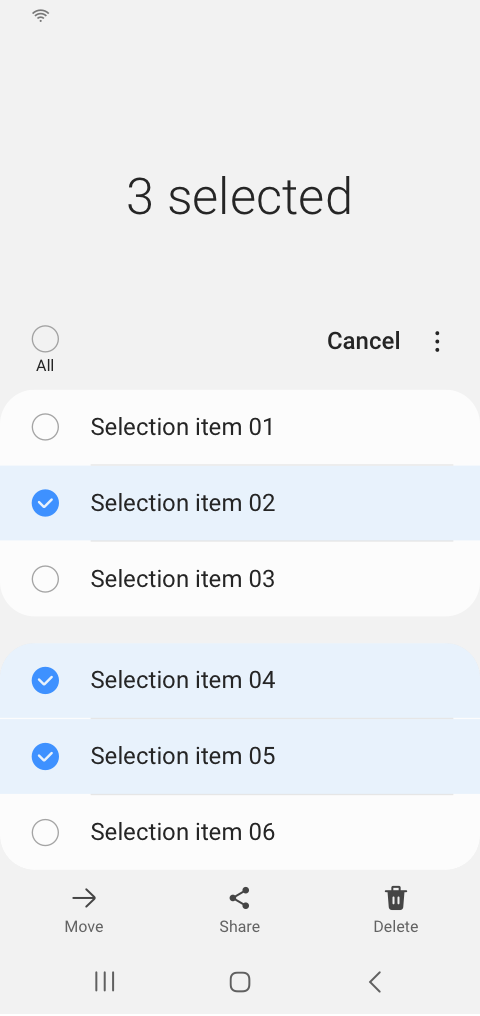 3 selected
Cancel
All
Selection item 01
Selection item 02
Selection item 03
Selection item 04
Selection item 05
Selection item 06
Move Share Delete